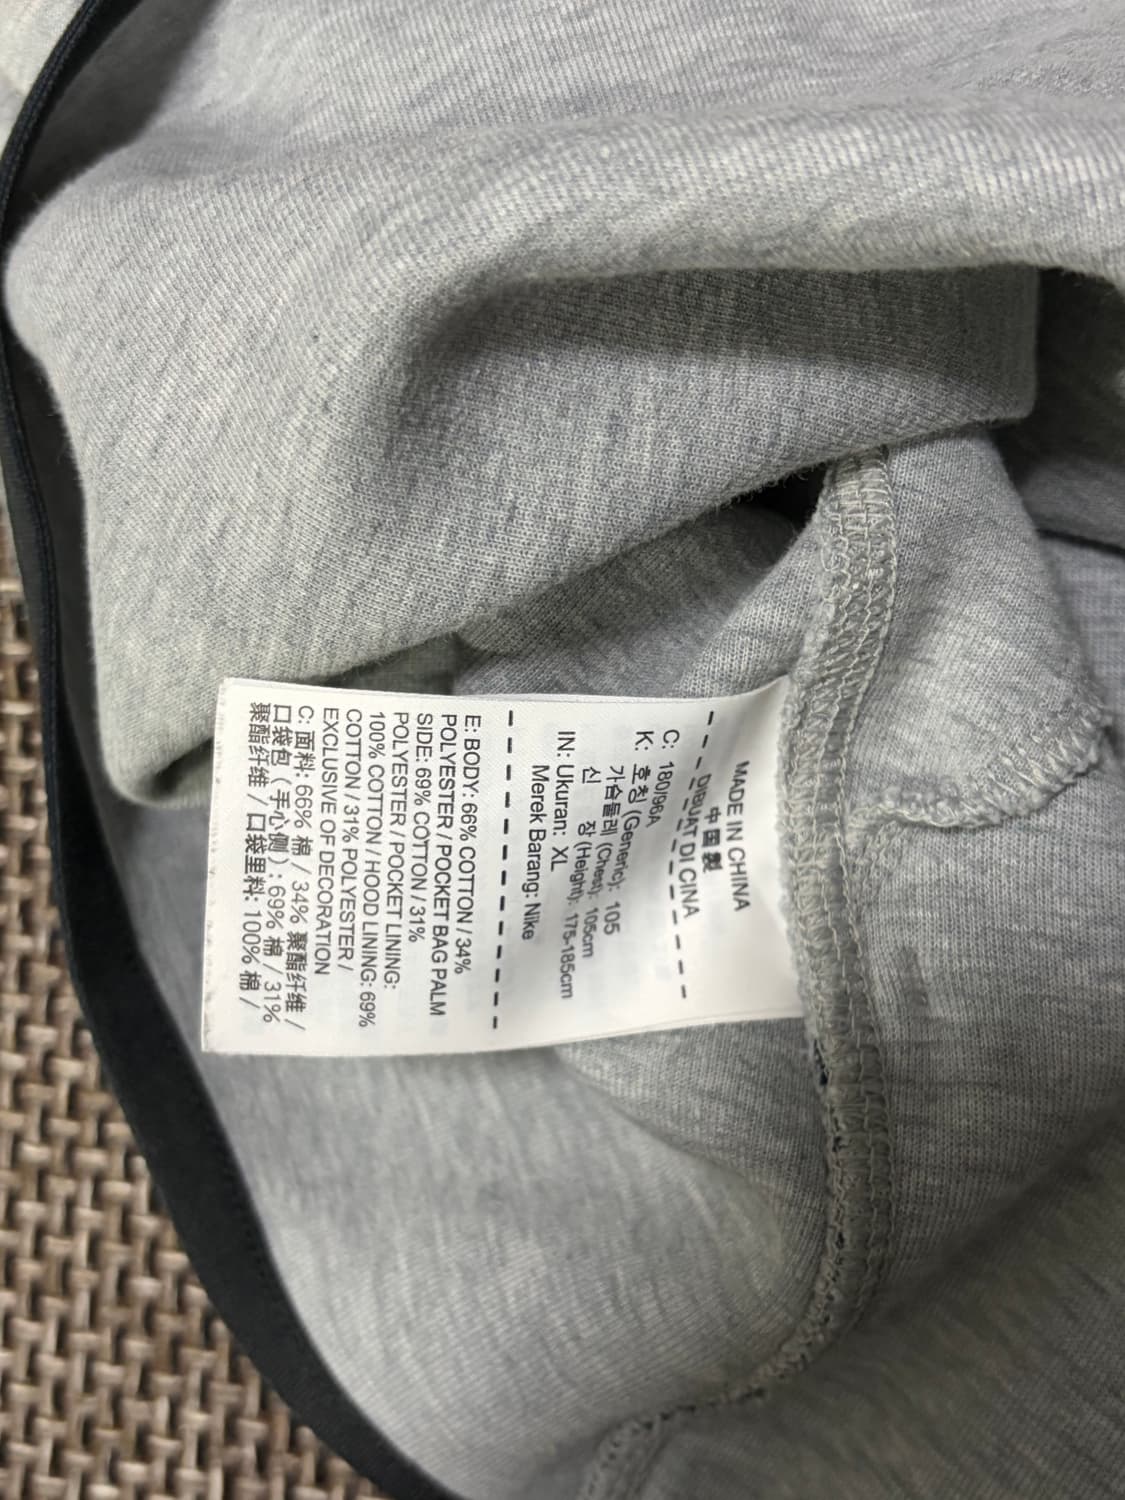 MADE IN CHINA
中国製
DIBUAT DI CINA
C: 180/96A
K: 호칭 (Generic): 105
가슴둘레 (Chest): 105cm
신 장 (Height): 175-185cm
IN: Ukuran: XL
Merek Barang: Nike
E: BODY: 66% COTTON / 34%
POLYESTER / POCKET BAG PALM
SIDE: 69% COTTON / 31%
POLYESTER / POCKET LINING:
100% COTTON / HOOD LINING: 69%
COTTON / 31% POLYESTER /
EXCLUSIVE OF DECORATION
C: 面料: 66% 棉 / 34% 聚酯纤维 /
口袋包 (手心侧) : 69% 棉 / 31%
聚酯纤维 / 口袋里料: 100% 棉 /